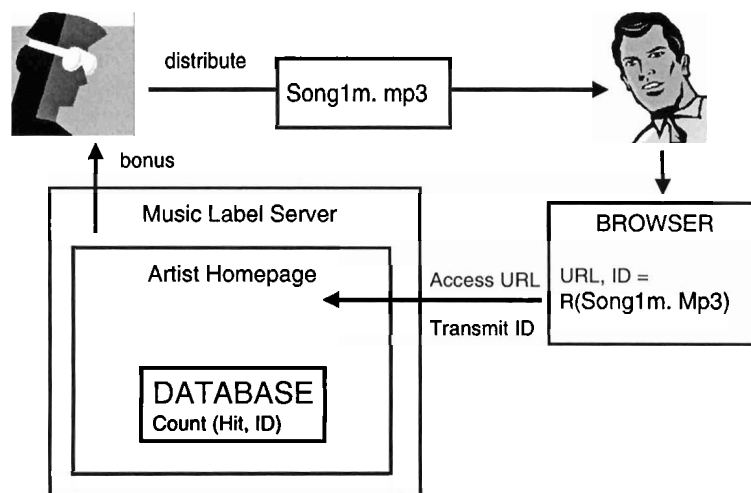 distribute
Song1m. mp3
bonus
Music Label Server
BROWSER
Artist Homepage
Access URL
URL, ID =
R(Song1m. Mp3)
Transmit ID
DATABASE
Count (Hit, ID)